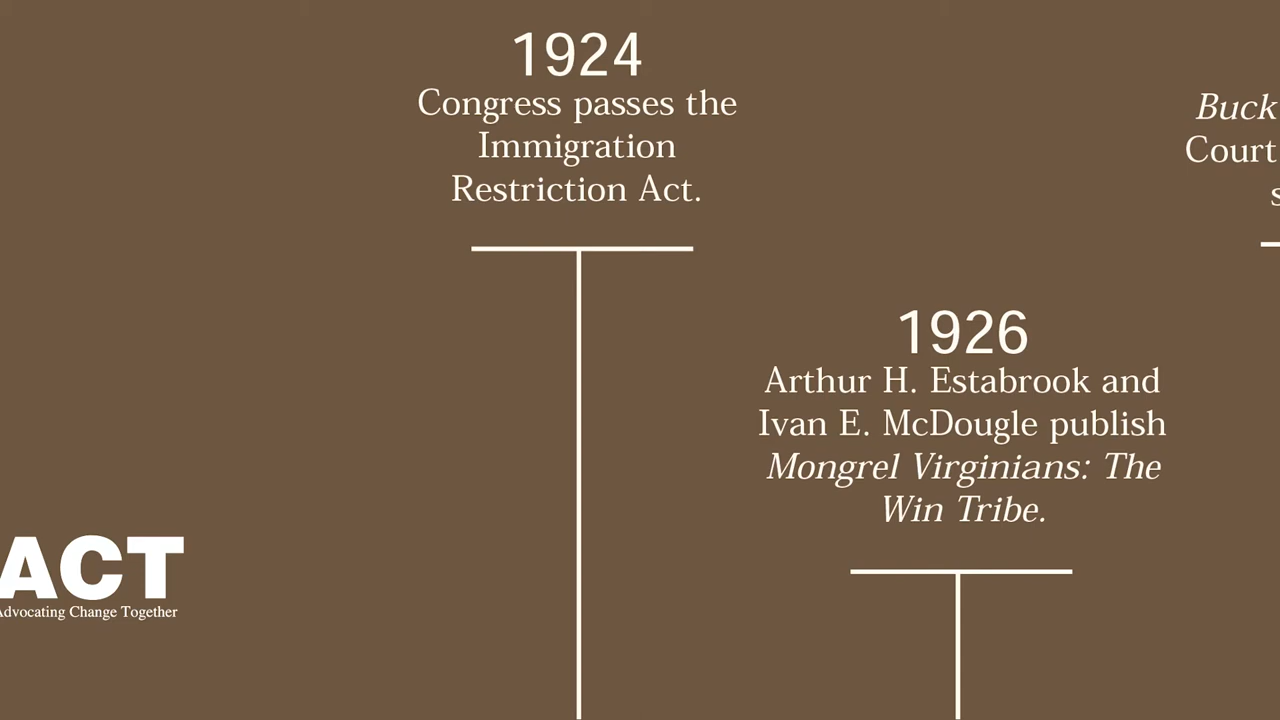 1924
Congress passes the
Immigration
Restriction Act.
1926
Arthur H. Estabrook and
Ivan E. McDougle publish
Mongrel Virginians: The
Win Tribe.
Buck
Court
s
ACT
Advocating Change Together